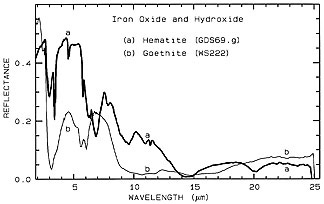 Iron Oxide and Hydroxide
(a) Hematite (GDS69.g)
(b) Goethite (WS222)
a
b
a
b
b
a
0.4
0.2
0
REFLECTANCE
5 10 15 20 25
WAVELENGTH (μm)